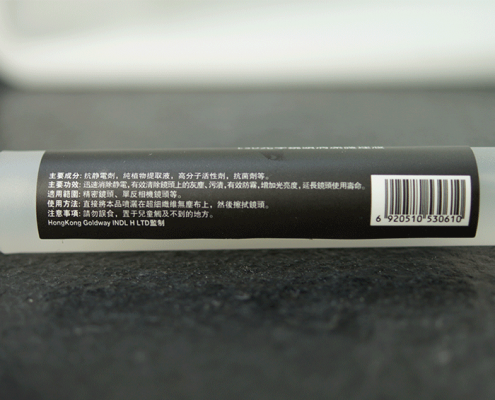 主要成分：抗静電劑，純植物提取液，高分子活性劑，抗菌劑等。
主要功效：迅速消除静電，有效清除鏡頭上的灰塵、污漬，有效防霧，增加光亮度，延長鏡頭使用壽命。
適用範圍：精密鏡頭，單反相機鏡頭等。
使用方法：直接將本品噴灑在超細纖維無塵布上，然後擦拭鏡頭。
注意事項：請勿誤食，置于兒童觸及不到的地方。
HongKong Goldway INDL H LTD監制
6 920510 530610